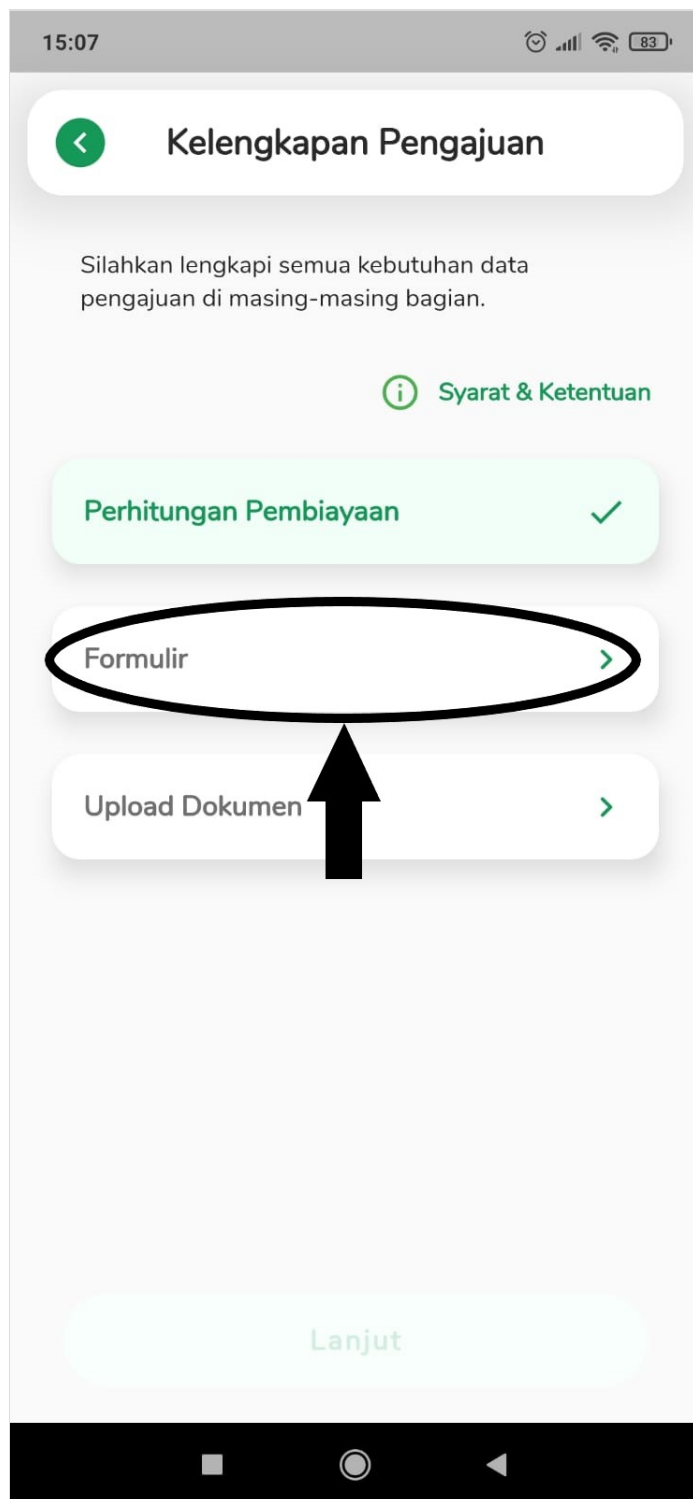 15:07
83
Kelengkapan Pengajuan
Silahkan lengkapi semua kebutuhan data
pengajuan di masing-masing bagian.
Syarat & Ketentuan
Perhitungan Pembiayaan
Formulir
Upload Dokumen
Lanjut